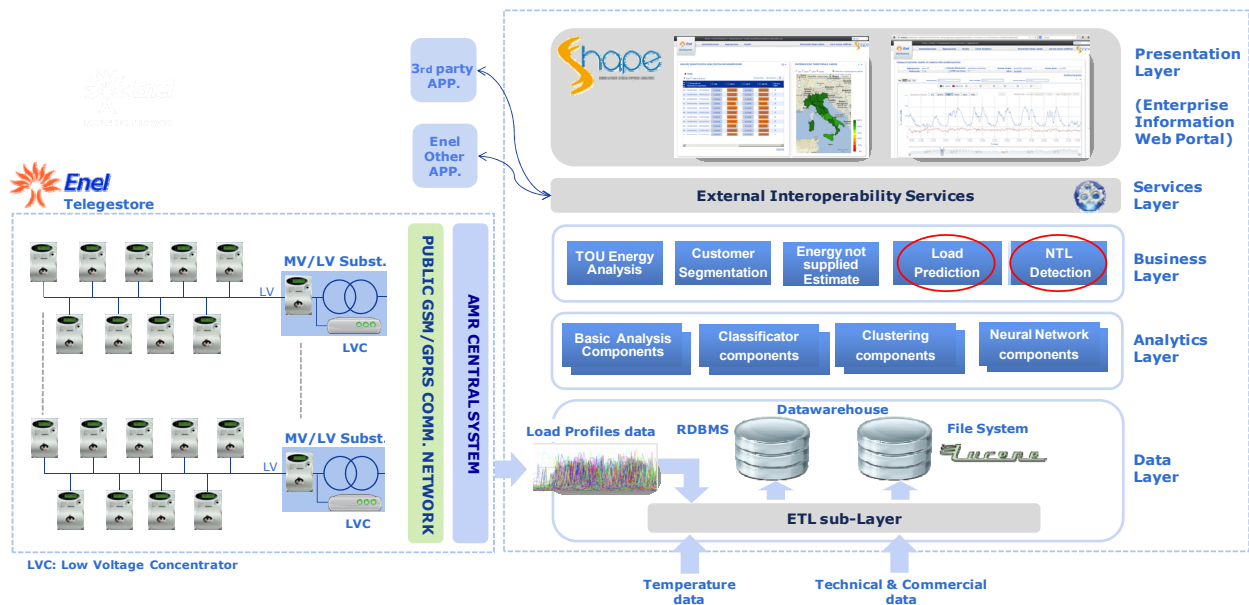 3rd party
APP.
Enel
Other
APP.
Enel
Telegestore
MV/LV Subst.
LV
LVC
MV/LV Subst.
LV
LVC
LVC: Low Voltage Concentrator
PUBLIC GSM/GPRS COMM. NETWORK
AMR CENTRAL SYSTEM
Shape
Presentation
Layer
(Enterprise
Information
Web Portal)
External Interoperability Services
Services
Layer
TOU Energy
Analysis
Customer
Segmentation
Energy not
supplied
Estimate
Load
Prediction
NTL
Detection
Business
Layer
Basic Analysis
Components
Classificator
components
Clustering
components
Neural Network
components
Analytics
Layer
Datawarehouse
Load Profiles data
RDBMS
File System
Eurora
Data
Layer
ETL sub-Layer
Temperature
data
Technical & Commercial
data